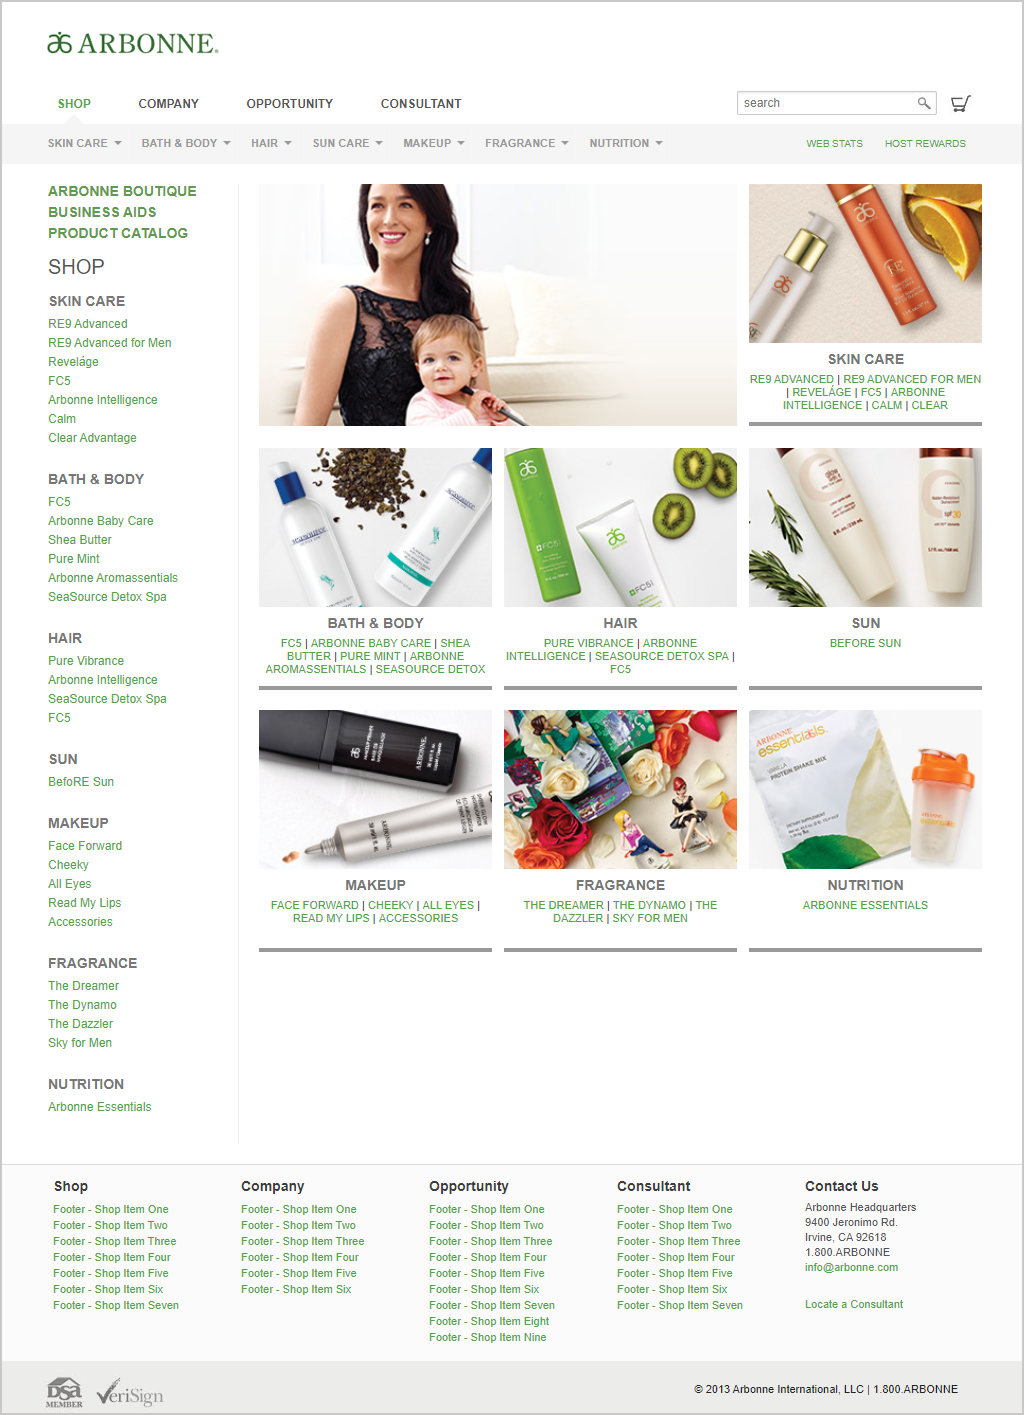 ARBONNE.
SHOP COMPANY OPPORTUNITY CONSULTANT
search
SKIN CARE BATH & BODY HAIR SUN CARE MAKEUP FRAGRANCE NUTRITION
WEB STATS HOST REWARDS
ARBONNE BOUTIQUE
BUSINESS AIDS
PRODUCT CATALOG
SHOP
SKIN CARE
RE9 Advanced
RE9 Advanced for Men
Reveláge
FC5
Arbonne Intelligence
Calm
Clear Advantage
BATH & BODY
FC5
Arbonne Baby Care
Shea Butter
Pure Mint
Arbonne Aromassentials
SeaSource Detox Spa
HAIR
Pure Vibrance
Arbonne Intelligence
SeaSource Detox Spa
FC5
SUN
BefoRE Sun
MAKEUP
Face Forward
Cheeky
All Eyes
Read My Lips
Accessories
FRAGRANCE
The Dreamer
The Dynamo
The Dazzler
Sky for Men
NUTRITION
Arbonne Essentials
SKIN CARE
RE9 ADVANCED | RE9 ADVANCED FOR MEN
| REVELÁGE | FC5 | ARBONNE
INTELLIGENCE | CALM | CLEAR
seasource
FC5
FC5
glow
spf 30
BATH & BODY
FC5 | ARBONNE BABY CARE | SHEA
BUTTER | PURE MINT | ARBONNE
AROMASSENTIALS | SEASOURCE DETOX
HAIR
PURE VIBRANCE | ARBONNE
INTELLIGENCE | SEASOURCE DETOX SPA |
FC5
SUN
BEFORE SUN
ARBONNE
ARBONNE
ARBONNE
essentials.
VANILLA
PROTEIN SHAKE MIX
MAKEUP
FACE FORWARD | CHEEKY | ALL EYES |
READ MY LIPS | ACCESSORIES
FRAGRANCE
THE DREAMER | THE DYNAMO | THE
DAZZLER | SKY FOR MEN
NUTRITION
ARBONNE ESSENTIALS
Shop
Footer - Shop Item One
Footer - Shop Item Two
Footer - Shop Item Three
Footer - Shop Item Four
Footer - Shop Item Five
Footer - Shop Item Six
Footer - Shop Item Seven
Company
Footer - Shop Item One
Footer - Shop Item Two
Footer - Shop Item Three
Footer - Shop Item Four
Footer - Shop Item Five
Footer - Shop Item Six
Opportunity
Footer - Shop Item One
Footer - Shop Item Two
Footer - Shop Item Three
Footer - Shop Item Four
Footer - Shop Item Five
Footer - Shop Item Six
Footer - Shop Item Seven
Footer - Shop Item Eight
Footer - Shop Item Nine
Consultant
Footer - Shop Item One
Footer - Shop Item Two
Footer - Shop Item Three
Footer - Shop Item Four
Footer - Shop Item Five
Footer - Shop Item Six
Footer - Shop Item Seven
Contact Us
Arbonne Headquarters
9400 Jeronimo Rd.
Irvine, CA 92618
1.800.ARBONNE
info@arbonne.com
Locate a Consultant
DSA
MEMBER
VeriSign
© 2013 Arbonne International, LLC | 1.800.ARBONNE